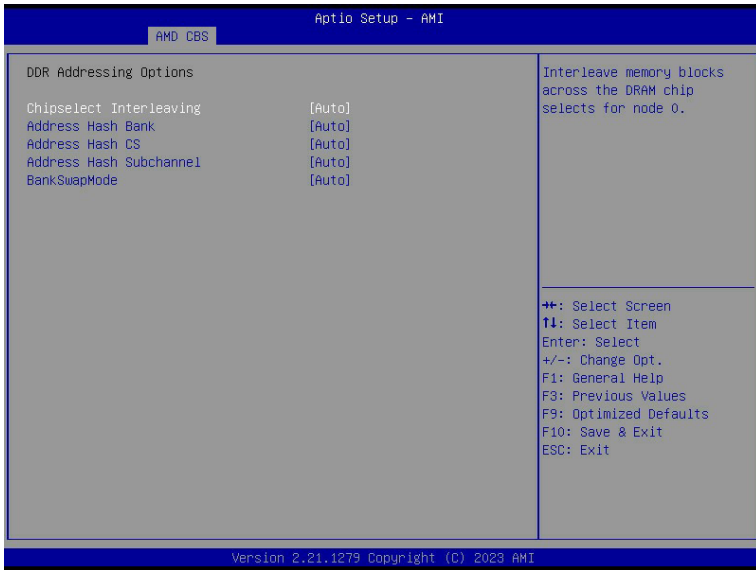 Aptio Setup - AMI
AMD CBS
DDR Addressing Options
Chipselect Interleaving [Auto]
Address Hash Bank [Auto]
Address Hash CS [Auto]
Address Hash Subchannel [Auto]
BankSwapMode [Auto]
Interleave memory blocks
across the DRAM chip
selects for node 0.
→←: Select Screen
↑↓: Select Item
Enter: Select
+/-: Change Opt.
F1: General Help
F3: Previous Values
F9: Optimized Defaults
F10: Save & Exit
ESC: Exit
Version 2.21.1279 Copyright (C) 2023 AMI